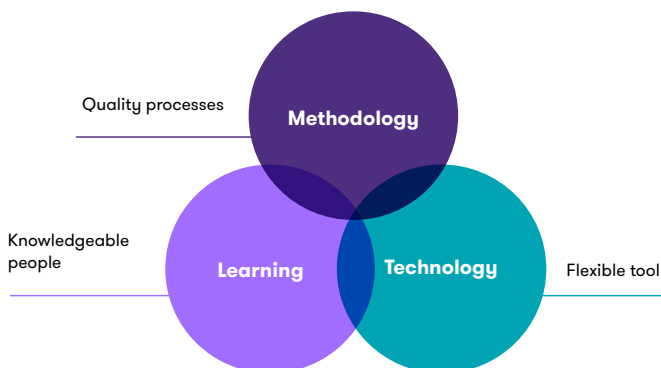 Quality processes
Methodology
Knowledgeable
people
Learning
Technology
Flexible tool